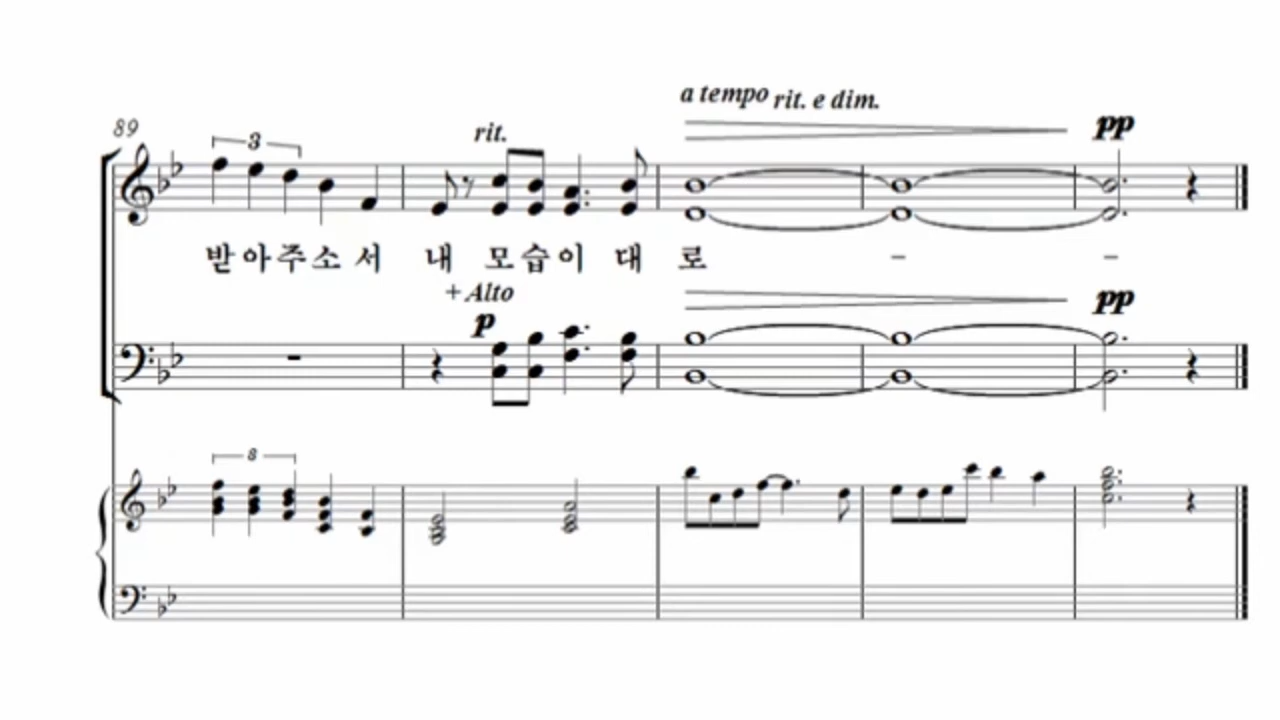 a tempo rit. e dim.
89
3
rit.
pp
받아주소서 내 모습이 대 로 - -
+ Alto
p
pp
8